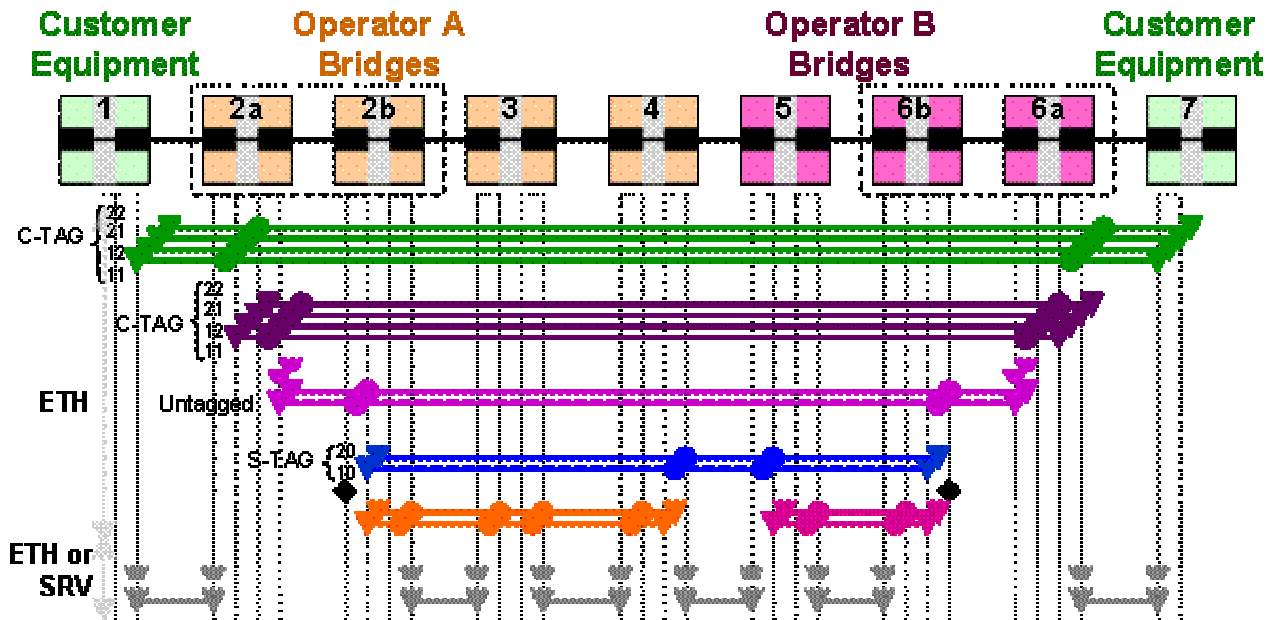 Customer
Equipment
Operator A
Bridges
Operator B
Bridges
Customer
Equipment
1
2a
2b
3
4
5
6b
6a
7
C-TAG
22
21
12
11
C-TAG
22
21
12
11
ETH
Untagged
S-TAG
20
10
ETH or
SRV